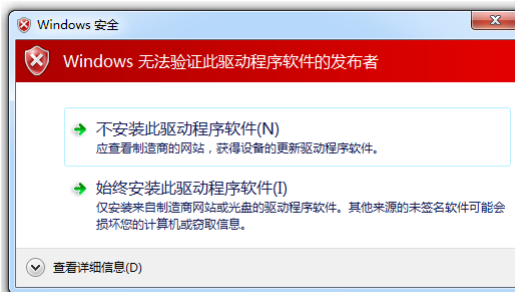 Windows 安全
Windows 无法验证此驱动程序软件的发布者
不安装此驱动程序软件(N)
应查看制造商的网站，获得设备的更新驱动程序软件。
始终安装此驱动程序软件(I)
仅安装来自制造商网站或光盘的驱动程序软件。其他来源的未签名软件可能会
损坏您的计算机或窃取信息。
查看详细信息(D)